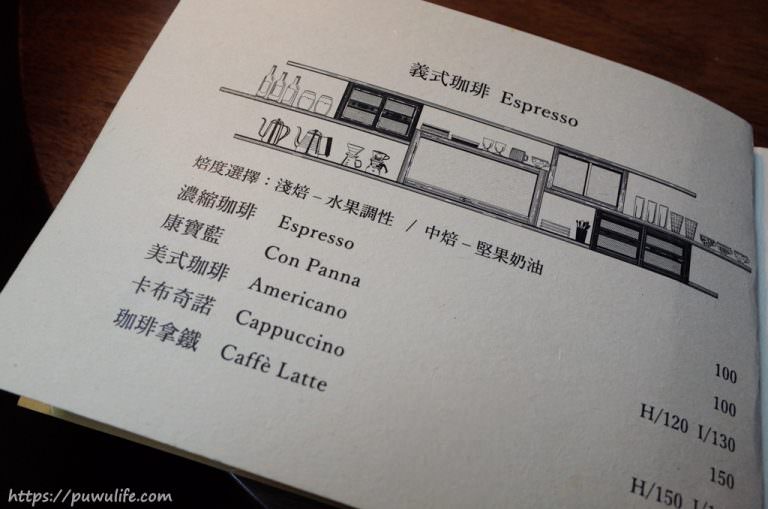 義式珈琲 Espresso
焙度選擇：淺焙 – 水果調性 / 中焙 – 堅果奶油
濃縮珈琲 Espresso 100
康寶藍 Con Panna 100
美式珈琲 Americano H/120 I/130
卡布奇諾 Cappuccino 150
珈琲拿鐵 Caffè Latte H/150
https://puwulife.com